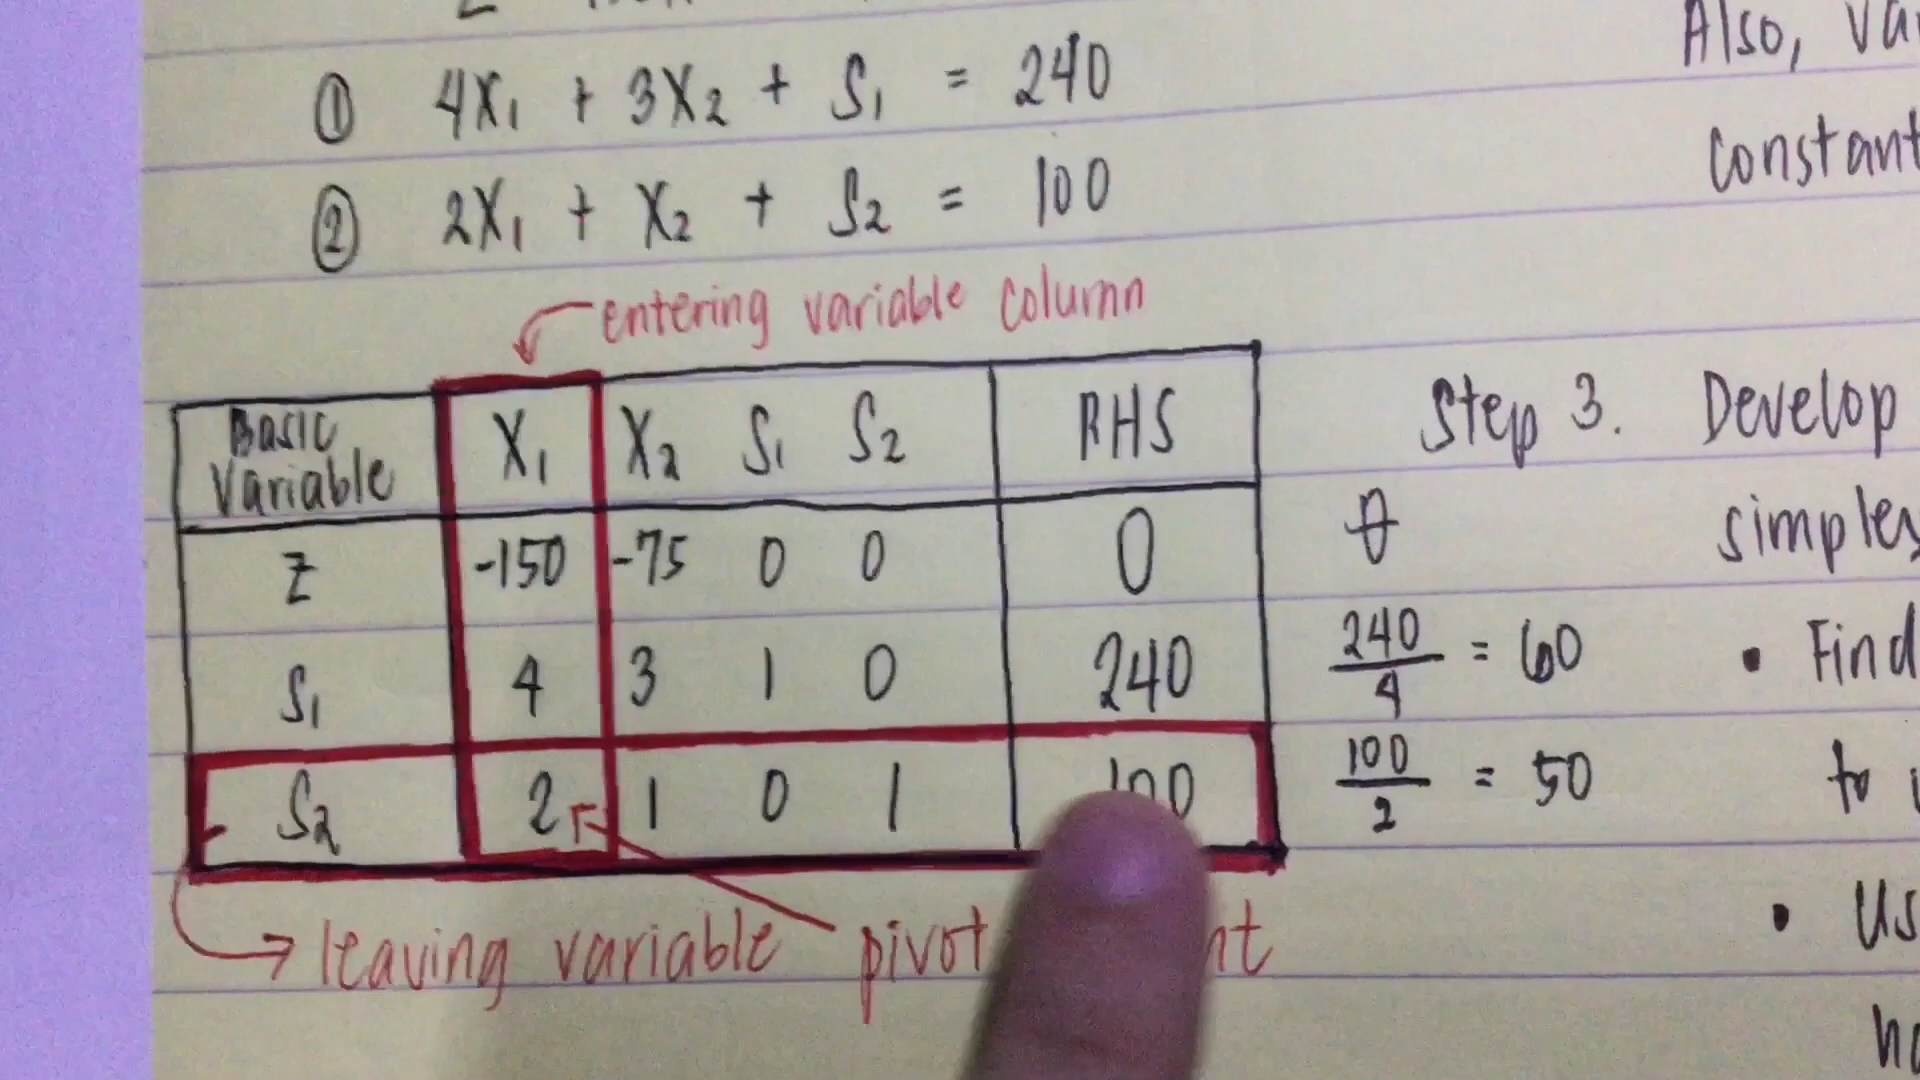 Also,
① 4X₁ + 3X₂ + S₁ = 240
constant
② 2X₁ + X₂ + S₂ = 100
entering variable column
Basic Variable X₁ X₂ S₁ S₂ RHS
Step 3. Develop
Z -150 -75 0 0 0
θ
S₁ 4 3 1 0 240
240/4 = 60
• Find
S₂ 2 1 0 1 100
100/2 = 50
to
leaving variable
pivot
•